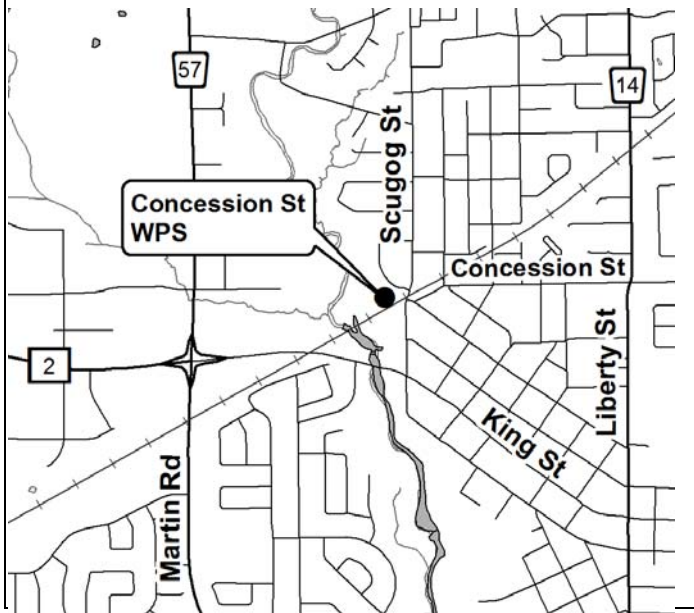 57
14
Scugog St
Concession St
WPS
Concession St
2
Liberty St
King St
Martin Rd